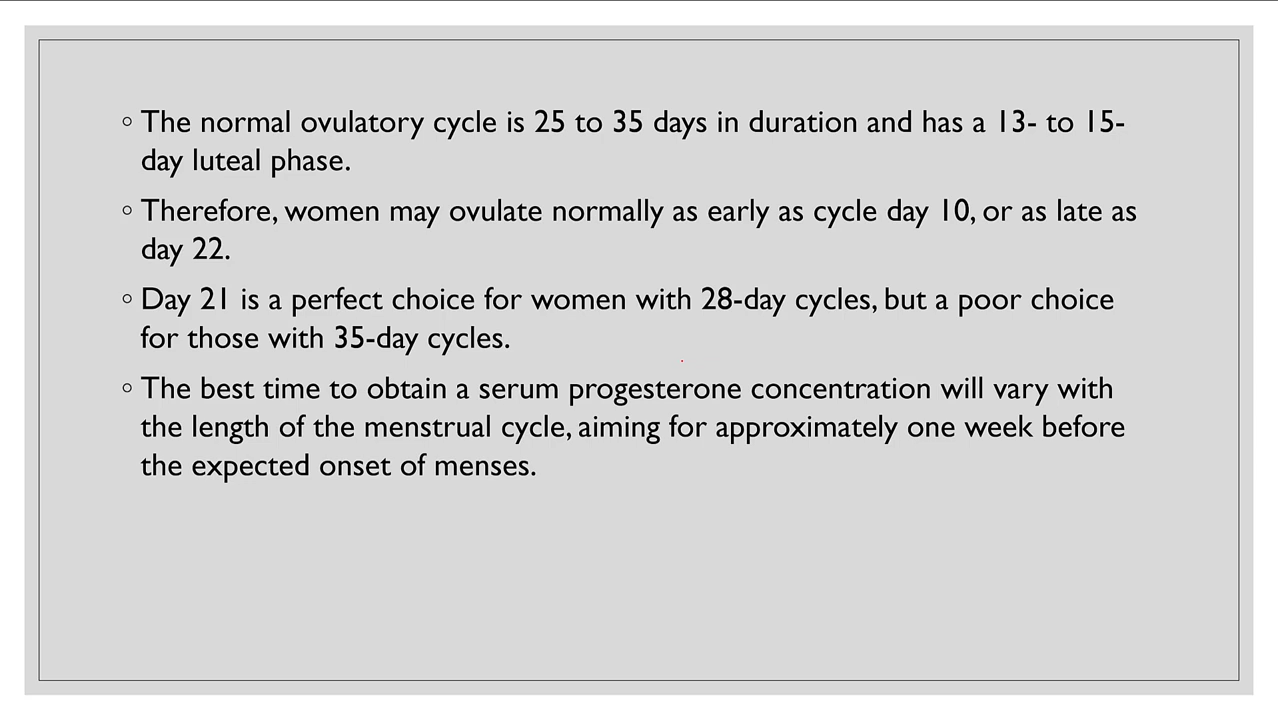 ◦ The normal ovulatory cycle is 25 to 35 days in duration and has a 13- to 15-
day luteal phase.
◦ Therefore, women may ovulate normally as early as cycle day 10, or as late as
day 22.
◦ Day 21 is a perfect choice for women with 28-day cycles, but a poor choice
for those with 35-day cycles.
◦ The best time to obtain a serum progesterone concentration will vary with
the length of the menstrual cycle, aiming for approximately one week before
the expected onset of menses.